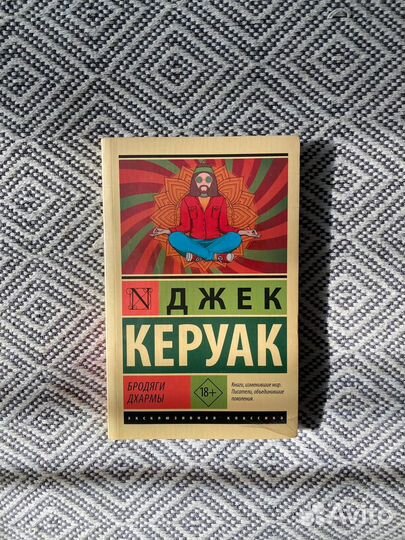 N ДЖЕК
КЕРУАК
БРОДЯГИ
ДХАРМЫ
18+
Книги, изменившие мир.
Писатели, объединившие
поколения.
ЭКСКЛЮЗИВНАЯ КЛАССИКА
Avito